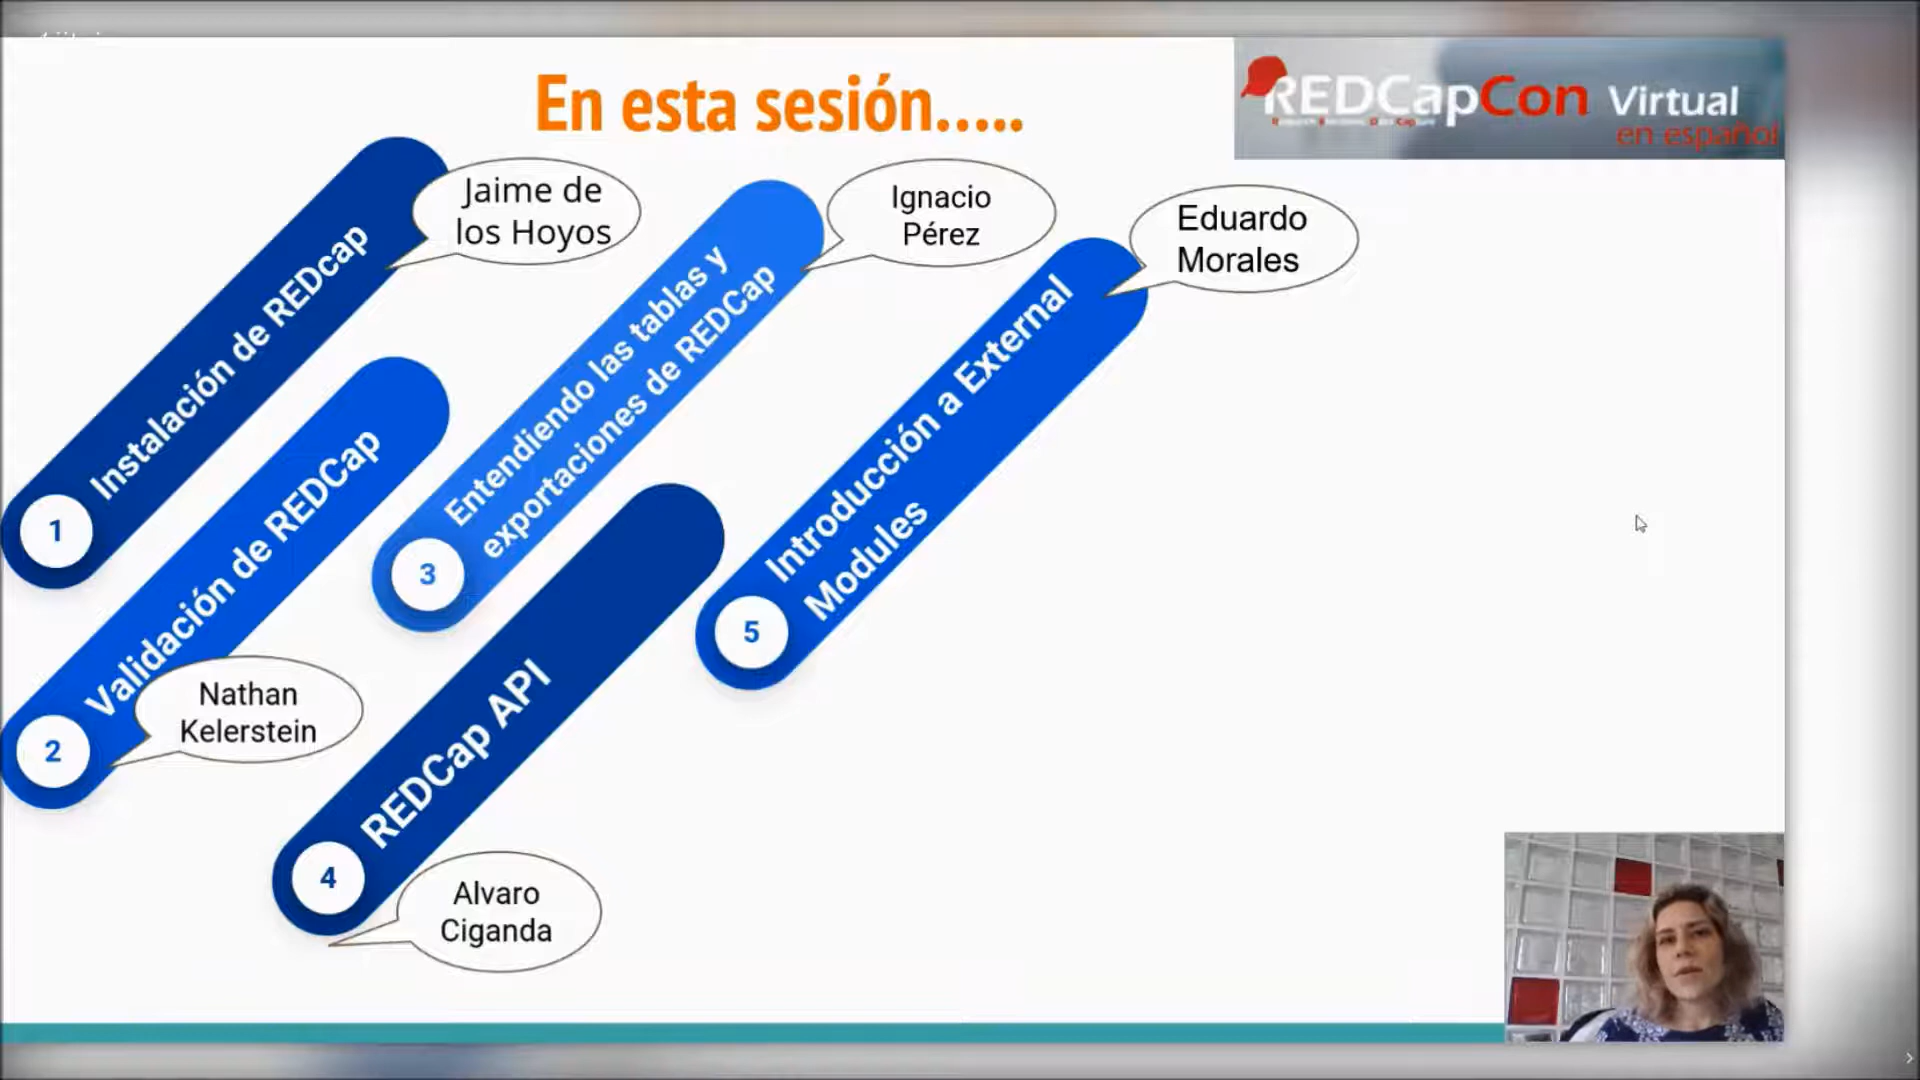 En esta sesión.....
REDCapCon Virtual
en español
1
Instalación de REDcap
Jaime de
los Hoyos
2
Validación de REDCap
Nathan
Kelerstein
3
Entendiendo las tablas y
exportaciones de REDCap
Ignacio
Pérez
4
REDCap API
Alvaro
Ciganda
5
Introducción a External
Modules
Eduardo
Morales